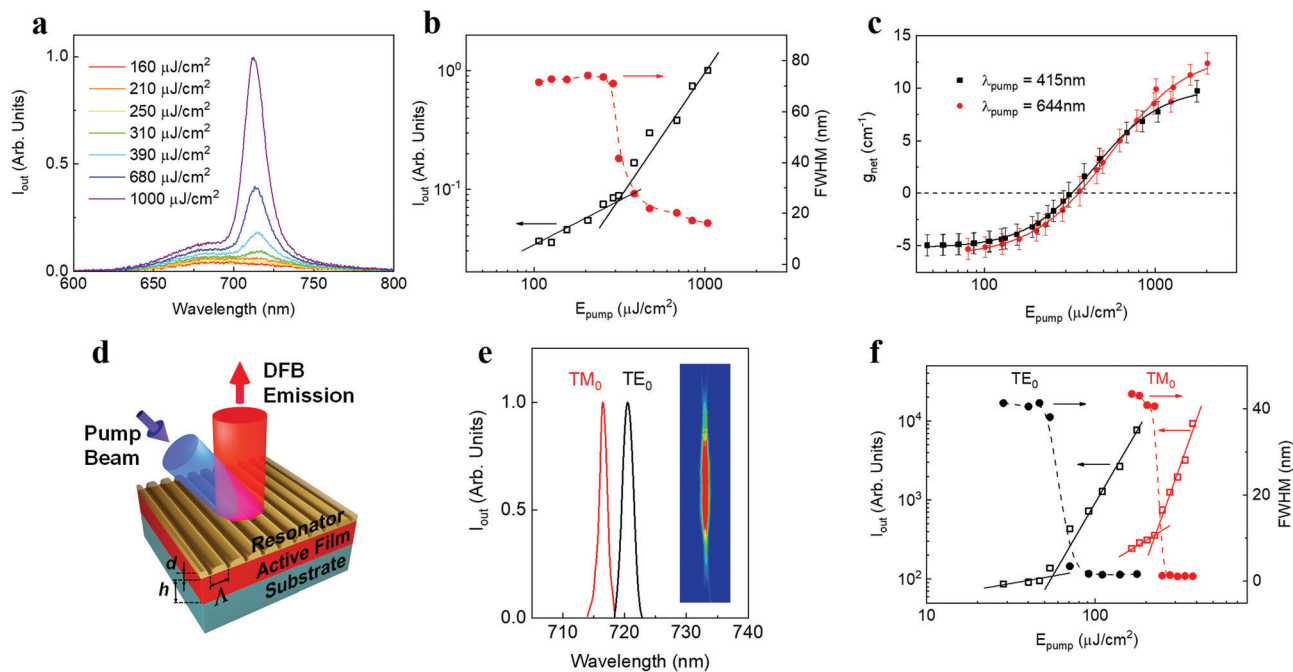 a
I_out (Arb. Units)
1.0
0.5
0.0
160 μJ/cm²
210 μJ/cm²
250 μJ/cm²
310 μJ/cm²
390 μJ/cm²
680 μJ/cm²
1000 μJ/cm²
600 650 700 750 800
Wavelength (nm)
b
I_out (Arb. Units)
10⁰
10⁻¹
80
60
40
20
0
FWHM (nm)
100 1000
E_pump (μJ/cm²)
c
g_net (cm⁻¹)
10
5
0
-5
λ_pump = 415nm
λ_pump = 644nm
100 1000
E_pump (μJ/cm²)
d
DFB
Emission
Pump
Beam
Resonator
Active Film
Substrate
d
h
Λ
e
I_out (Arb. Units)
1.0
0.5
0.0
TM₀ TE₀
710 720 730 740
Wavelength (nm)
f
I_out (Arb. Units)
10⁴
10³
10²
TE₀ TM₀
40
20
0
FWHM (nm)
10 100
E_pump (μJ/cm²)